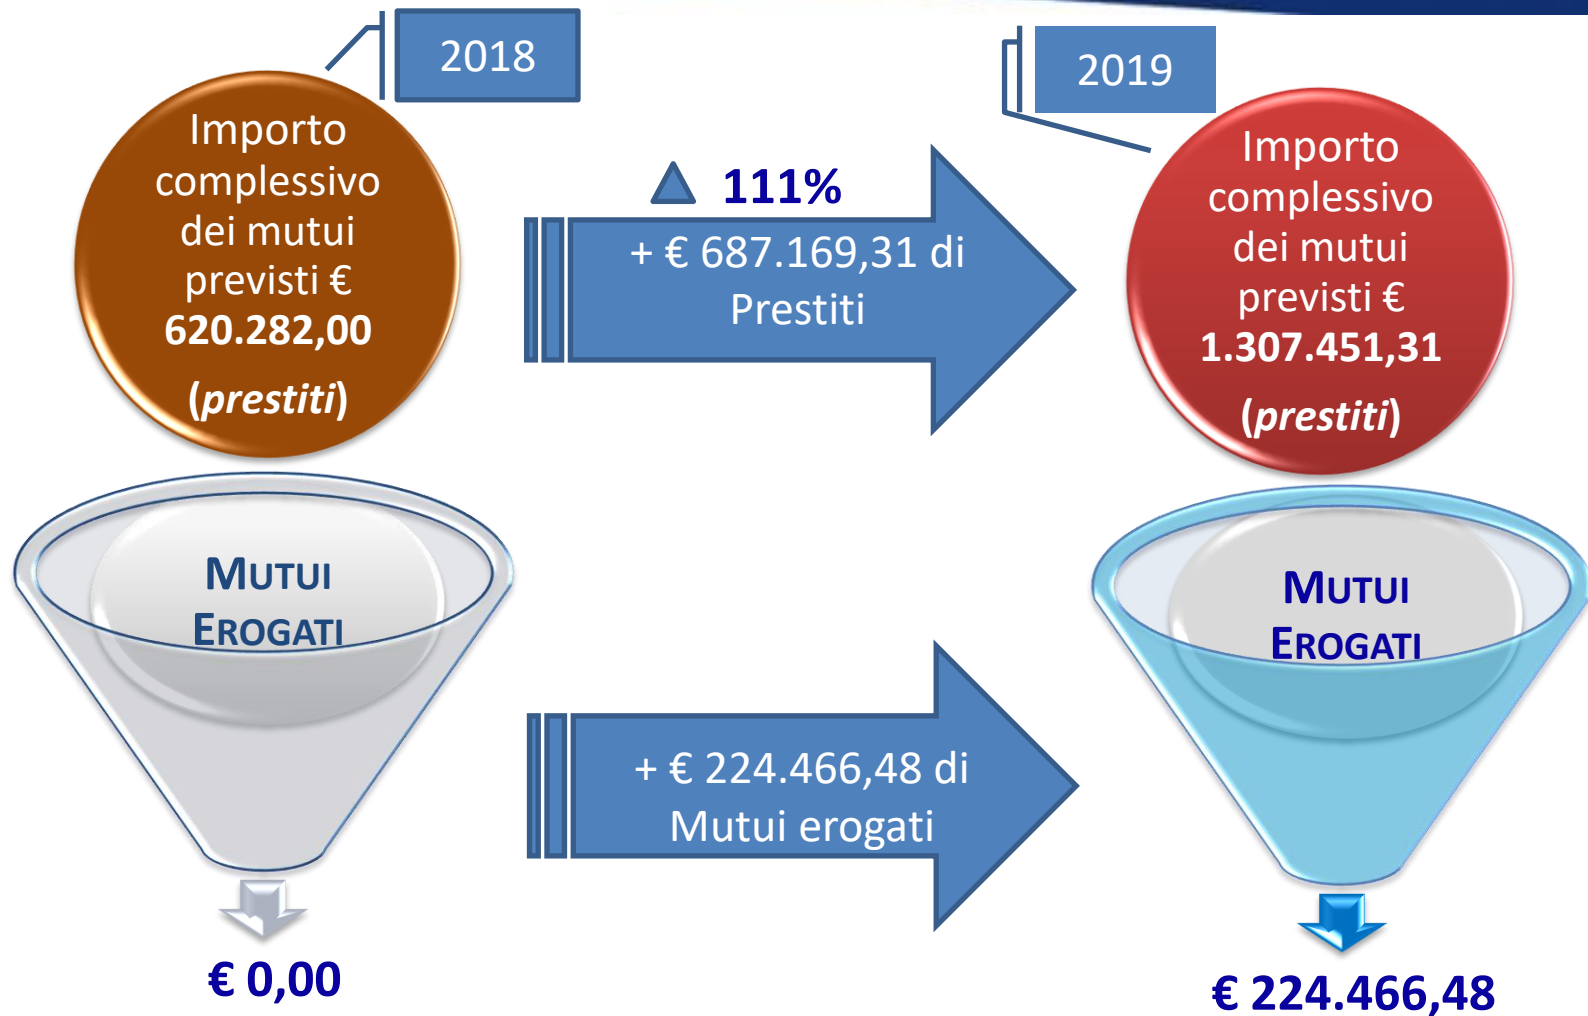 2018
Importo
complessivo
dei mutui
previsti €
620.282,00
(prestiti)
111%
+ € 687.169,31 di
Prestiti
2019
Importo
complessivo
dei mutui
previsti €
1.307.451,31
(prestiti)
MUTUI
EROGATI
€ 0,00
+ € 224.466,48 di
Mutui erogati
MUTUI
EROGATI
€ 224.466,48